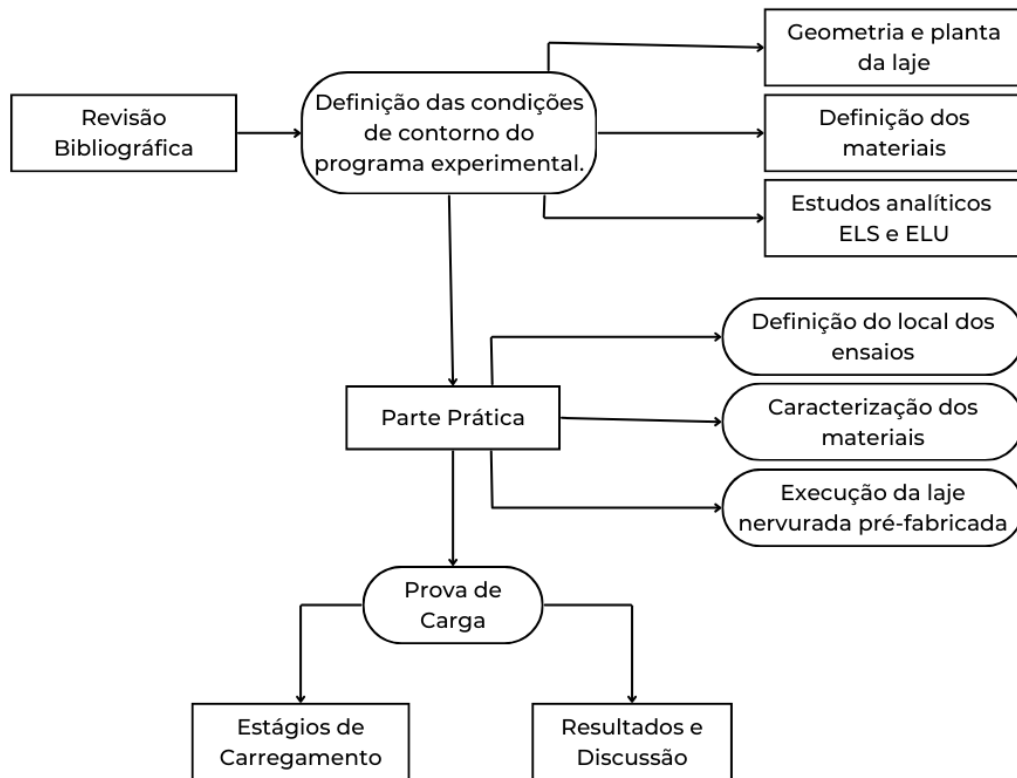 Revisão
Bibliográfica
Definição das condições
de contorno do
programa experimental.
Geometria e planta
da laje
Definição dos
materiais
Estudos analíticos
ELS e ELU
Parte Prática
Definição do local dos
ensaios
Caracterização dos
materiais
Execução da laje
nervurada pré-fabricada
Prova de
Carga
Estágios de
Carregamento
Resultados e
Discussão